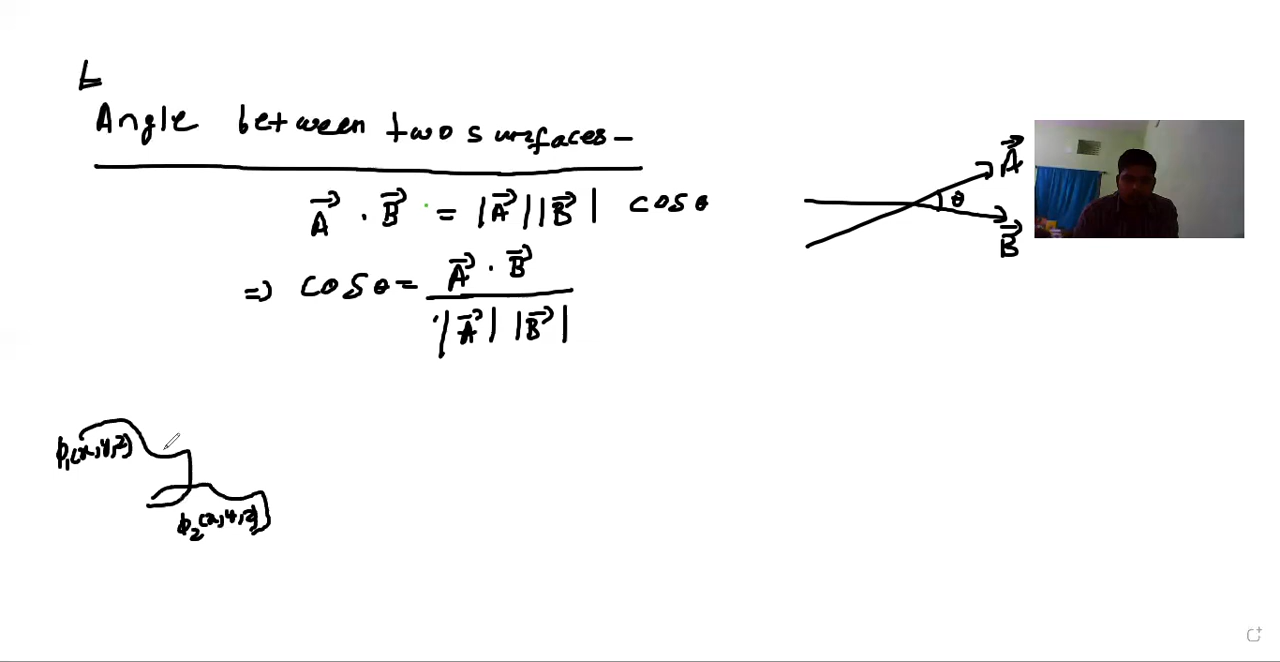 Angle between two surfaces-
A⃗ . B⃗ = |A⃗||B⃗| cosθ
=> cosθ = A⃗ . B⃗ / |A⃗| |B⃗|
A⃗
θ
B⃗
ϕ₁(x,y,z)
ϕ₂(x,y,z)